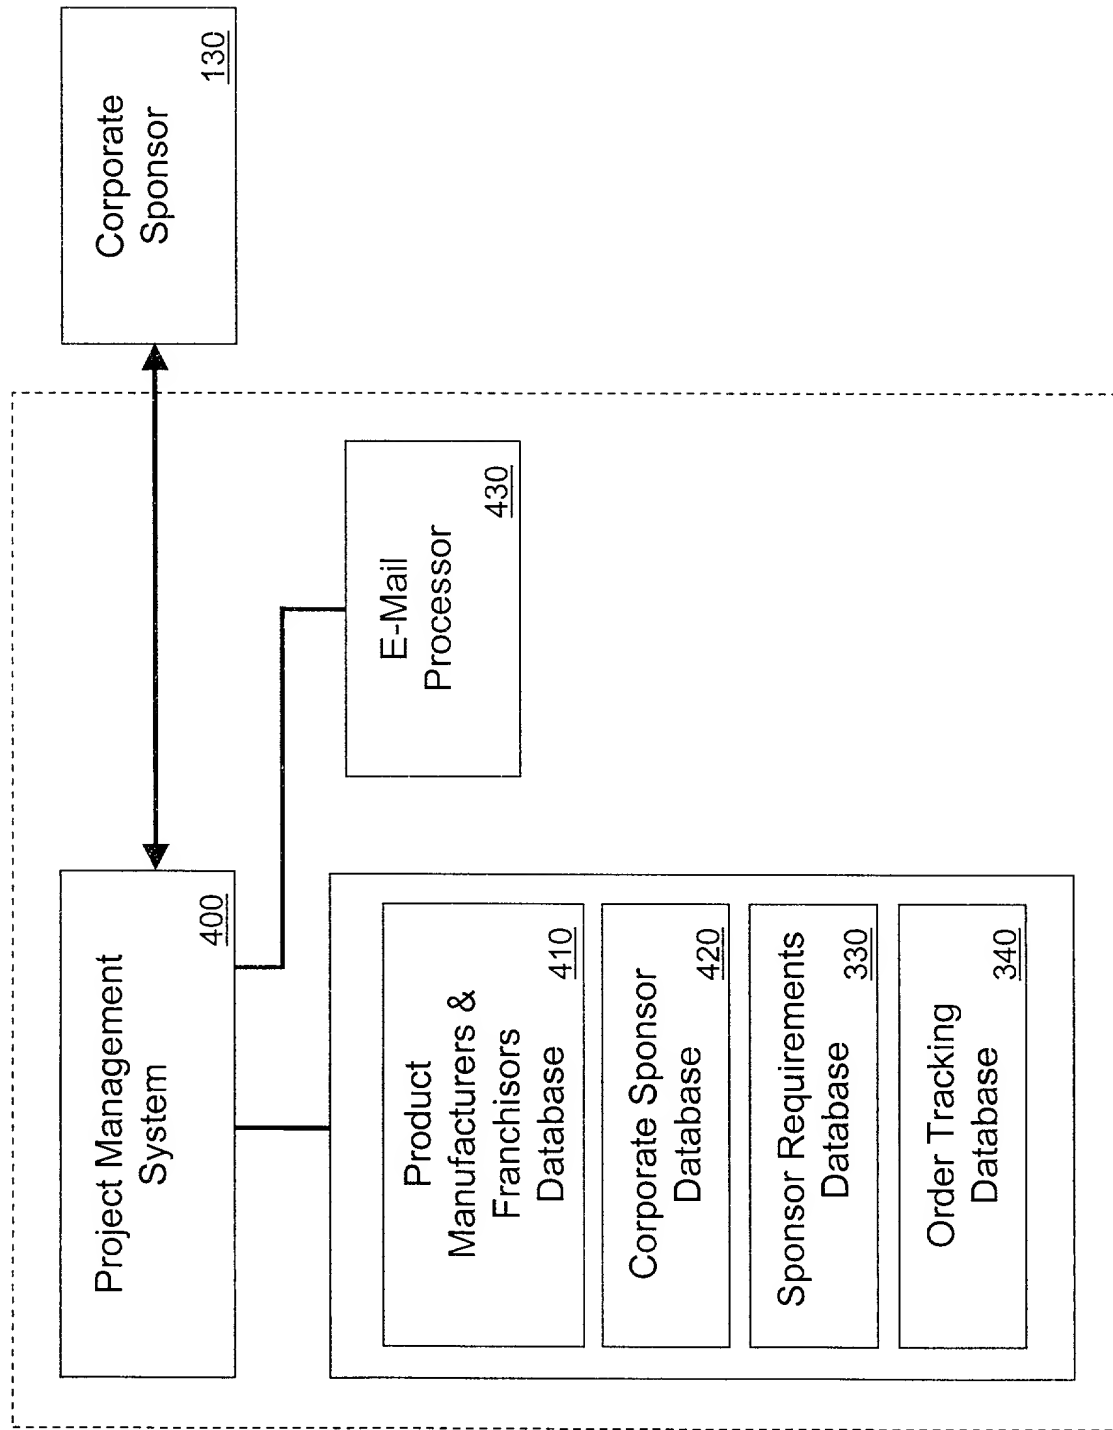 Project Management
System
400
Corporate
Sponsor
130
E-Mail
Processor
430
Product
Manufacturers &
Franchisors
Database
410
Corporate Sponsor
Database
420
Sponsor Requirements
Database
330
Order Tracking
Database
340